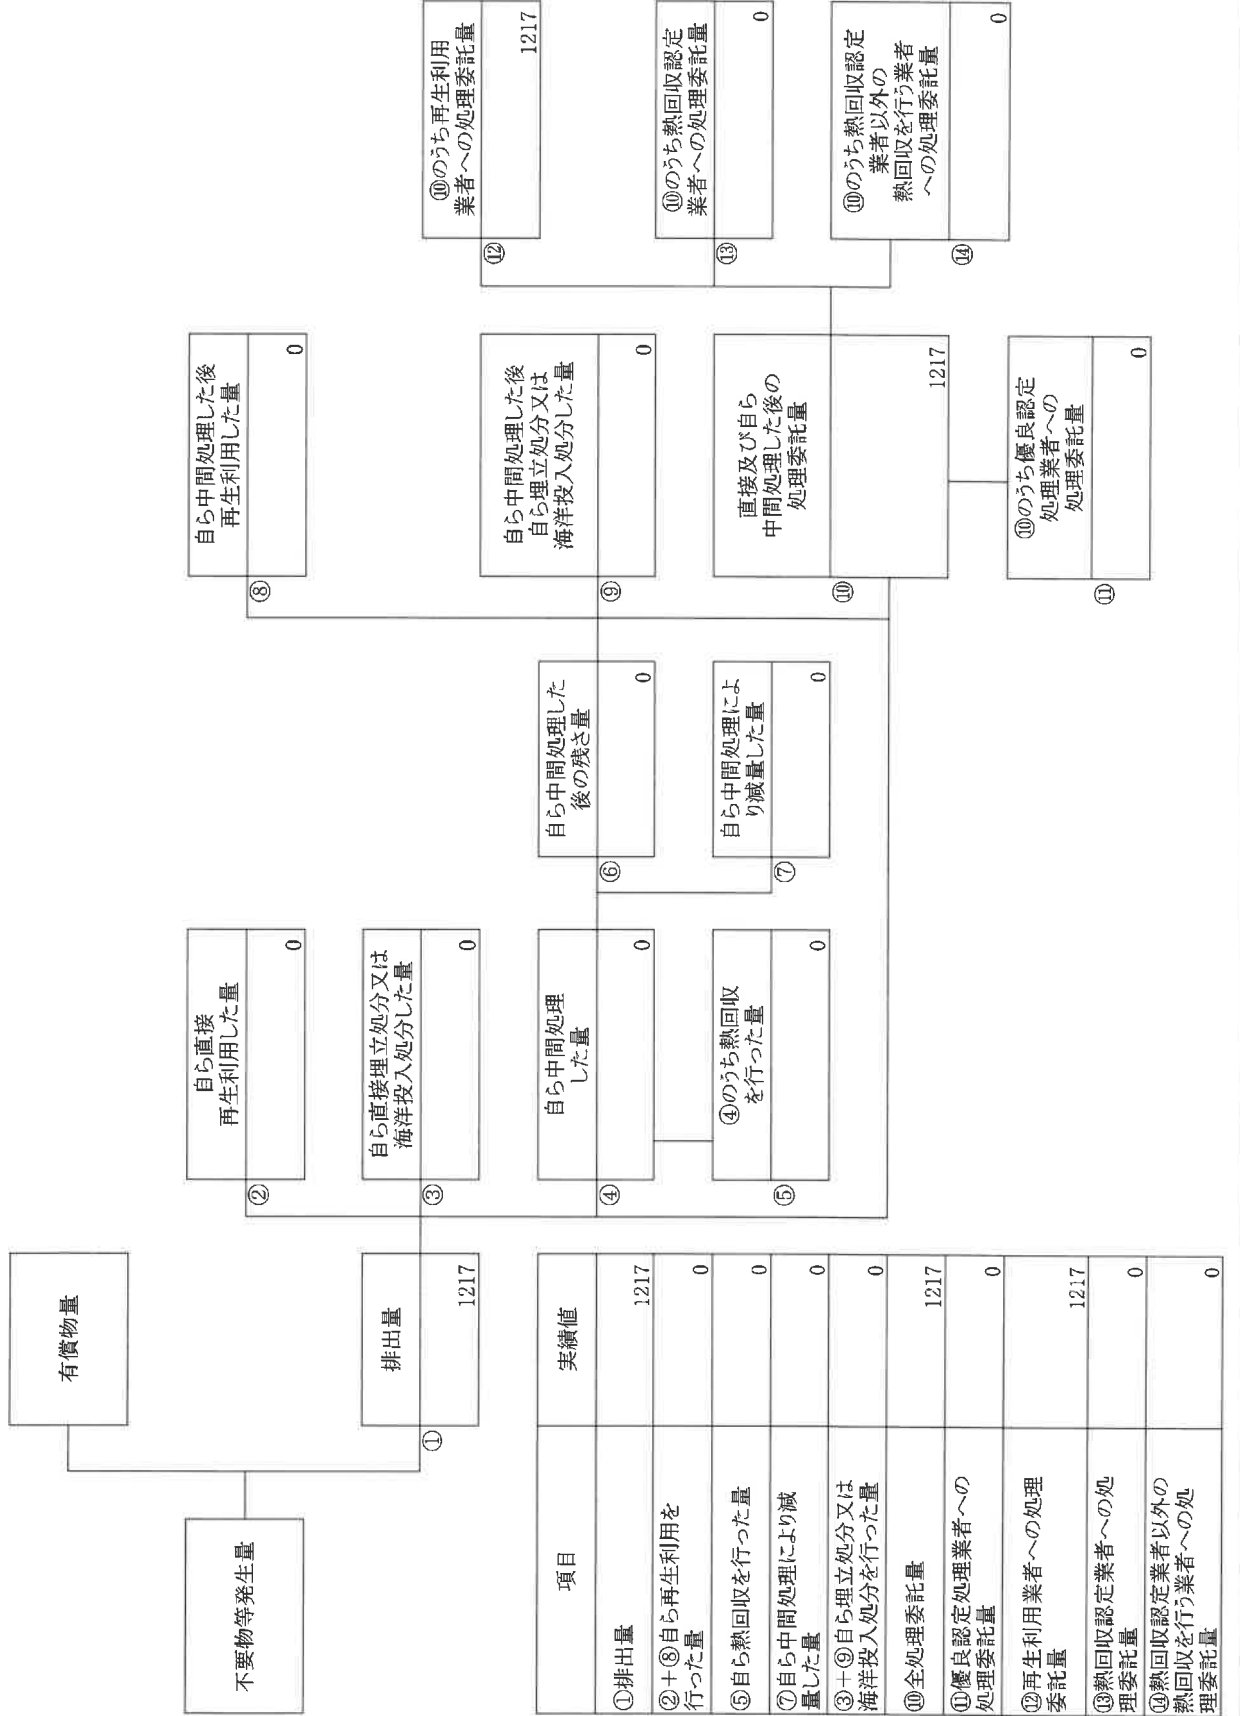 不要物等発生量
有償物量
①
排出量
1217
②
自ら直接
再生利用した量
0
③
自ら直接埋立処分又は
海洋投入処分した量
0
④
自ら中間処理
した量
0
⑤
④のうち熱回収
を行った量
0
⑥
自ら中間処理した
後の残さ量
0
⑦
自ら中間処理によ
り減量した量
0
⑧
自ら中間処理した後
再生利用した量
0
⑨
自ら中間処理した後
自ら埋立処分又は
海洋投入処分した量
0
⑩
直接及び自ら
中間処理した後の
処理委託量
1217
⑪
⑩のうち優良認定
処理業者への
処理委託量
0
⑫
⑩のうち再生利用
業者への処理委託量
1217
⑬
⑩のうち熱回収認定
業者への処理委託量
0
⑭
⑩のうち熱回収認定
業者以外の
熱回収を行う業者
への処理委託量
0
項目
実績値
①排出量
1217
②+⑧自ら再生利用を
行った量
0
⑤自ら熱回収を行った量
0
⑦自ら中間処理により減
量した量
0
③+⑨自ら埋立処分又は
海洋投入処分を行った量
0
⑩全処理委託量
1217
⑪優良認定処理業者への
処理委託量
0
⑫再生利用業者への処理
委託量
1217
⑬熱回収認定業者への処
理委託量
0
⑭熱回収認定業者以外の
熱回収を行う業者への処
理委託量
0